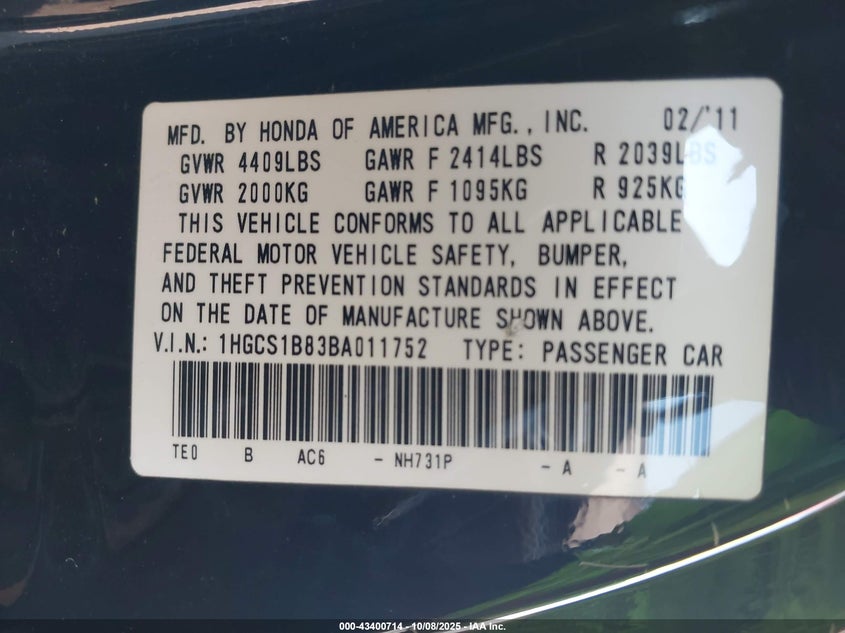 MFD. BY HONDA OF AMERICA MFG., INC. 02/'11
GVWR 4409LBS GAWR F 2414LBS R 2039LBS
GVWR 2000KG GAWR F 1095KG R 925KG
THIS VEHICLE CONFORMS TO ALL APPLICABLE
FEDERAL MOTOR VEHICLE SAFETY, BUMPER,
AND THEFT PREVENTION STANDARDS IN EFFECT
ON THE DATE OF MANUFACTURE SHOWN ABOVE.
V.I.N.: 1HGCS1B83BA011752 TYPE: PASSENGER CAR
TE0 B AC6 - NH731P - A - A
000-43400714 - 10/08/2025 - IAA Inc.